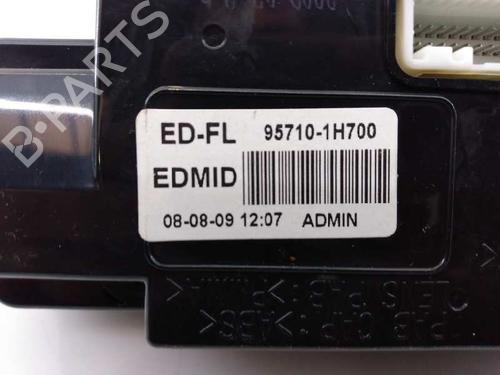 B-PARTS
ED-FL 95710-1H700
EDMID
08-08-09 12:07 ADMIN